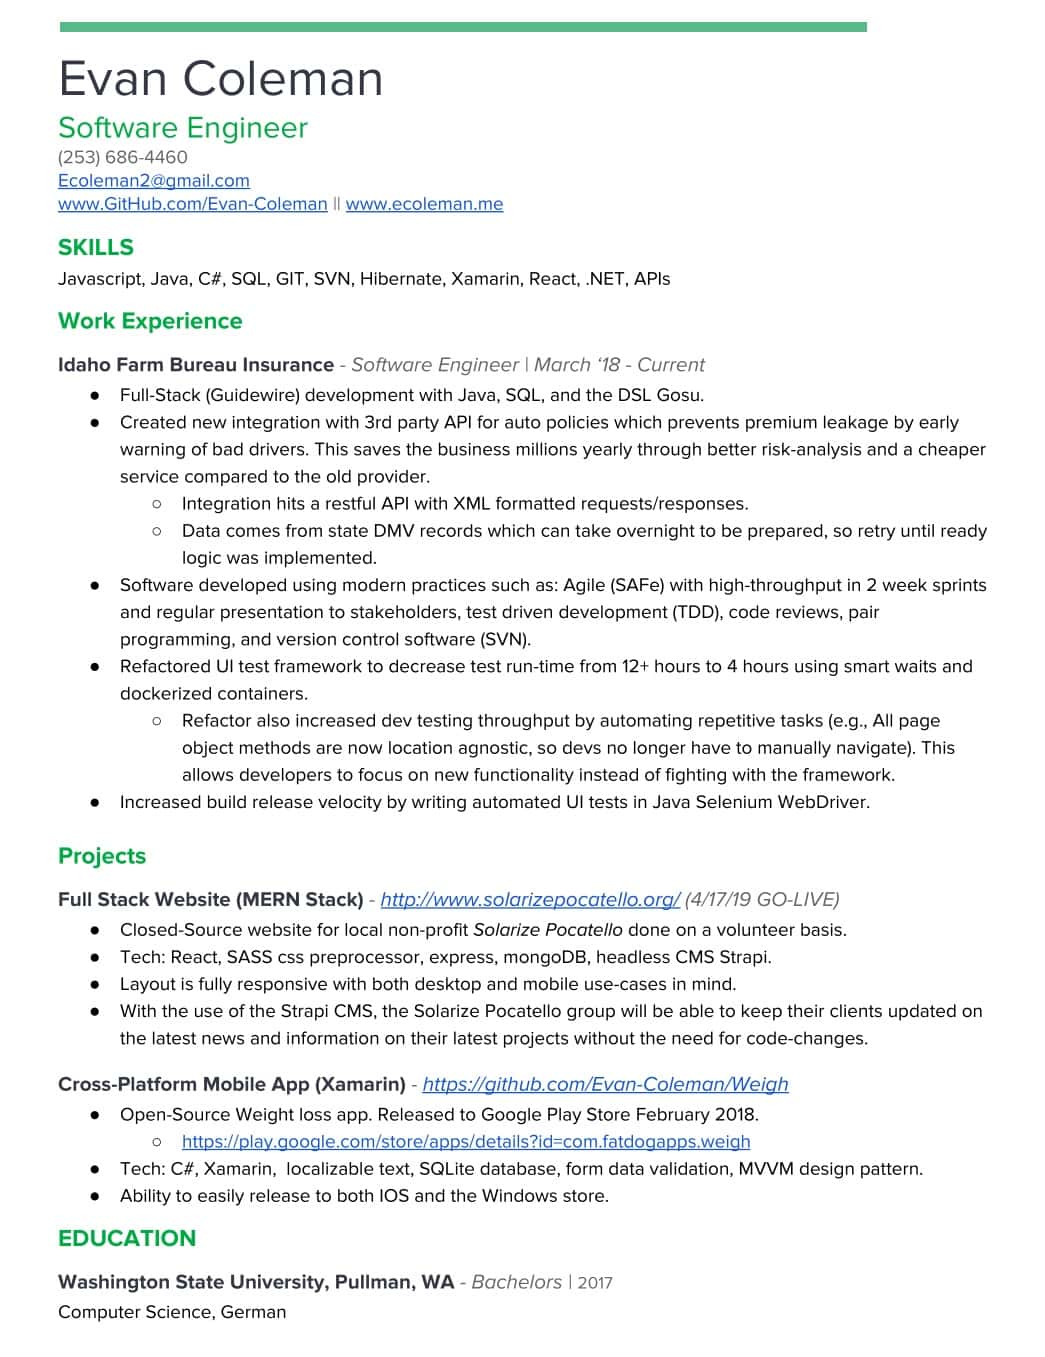 Evan Coleman
Software Engineer
(253) 686-4460
Ecoleman2@gmail.com
www.GitHub.com/Evan-Coleman || www.ecoleman.me
SKILLS
Javascript, Java, C#, SQL, GIT, SVN, Hibernate, Xamarin, React, .NET, APIs
Work Experience
Idaho Farm Bureau Insurance - Software Engineer | March ‘18 - Current
● Full-Stack (Guidewire) development with Java, SQL, and the DSL Gosu.
● Created new integration with 3rd party API for auto policies which prevents premium leakage by early
warning of bad drivers. This saves the business millions yearly through better risk-analysis and a cheaper
service compared to the old provider.
○ Integration hits a restful API with XML formatted requests/responses.
○ Data comes from state DMV records which can take overnight to be prepared, so retry until ready
logic was implemented.
● Software developed using modern practices such as: Agile (SAFe) with high-throughput in 2 week sprints
and regular presentation to stakeholders, test driven development (TDD), code reviews, pair
programming, and version control software (SVN).
● Refactored UI test framework to decrease test run-time from 12+ hours to 4 hours using smart waits and
dockerized containers.
○ Refactor also increased dev testing throughput by automating repetitive tasks (e.g., All page
object methods are now location agnostic, so devs no longer have to manually navigate). This
allows developers to focus on new functionality instead of fighting with the framework.
● Increased build release velocity by writing automated UI tests in Java Selenium WebDriver.
Projects
Full Stack Website (MERN Stack) - http://www.solarizepocatello.org/ (4/17/19 GO-LIVE)
● Closed-Source website for local non-profit Solarize Pocatello done on a volunteer basis.
● Tech: React, SASS css preprocessor, express, mongoDB, headless CMS Strapi.
● Layout is fully responsive with both desktop and mobile use-cases in mind.
● With the use of the Strapi CMS, the Solarize Pocatello group will be able to keep their clients updated on
the latest news and information on their latest projects without the need for code-changes.
Cross-Platform Mobile App (Xamarin) - https://github.com/Evan-Coleman/Weigh
● Open-Source Weight loss app. Released to Google Play Store February 2018.
○ https://play.google.com/store/apps/details?id=com.fatdogapps.weigh
● Tech: C#, Xamarin, localizable text, SQLite database, form data validation, MVVM design pattern.
● Ability to easily release to both IOS and the Windows store.
EDUCATION
Washington State University, Pullman, WA - Bachelors | 2017
Computer Science, German